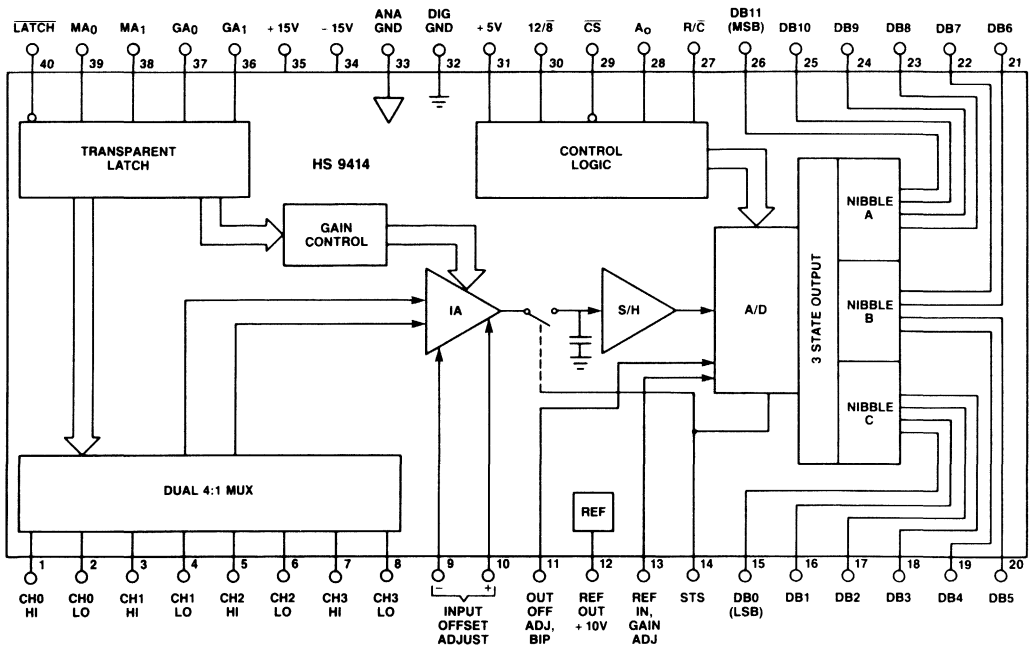 LATCH MA0 MA1 GA0 GA1 +15V -15V ANA GND DIG GND +5V 12/8 CS Ao R/C DB11 (MSB) DB10 DB9 DB8 DB7 DB6
40 39 38 37 36 35 34 33 32 31 30 29 28 27 26 25 24 23 22 21
TRANSPARENT
LATCH
HS 9414
CONTROL
LOGIC
GAIN
CONTROL
IA
S/H
A/D
3 STATE OUTPUT
NIBBLE
A
NIBBLE
B
NIBBLE
C
DUAL 4:1 MUX
REF
1 2 3 4 5 6 7 8 9 10 11 12 13 14 15 16 17 18 19 20
- +
CH0 HI
CH0 LO
CH1 HI
CH1 LO
CH2 HI
CH2 LO
CH3 HI
CH3 LO
INPUT
OFFSET
ADJUST
OUT
OFF
ADJ,
BIP
REF
OUT
+10V
REF
IN,
GAIN
ADJ
STS
DB0
(LSB)
DB1
DB2
DB3
DB4
DB5